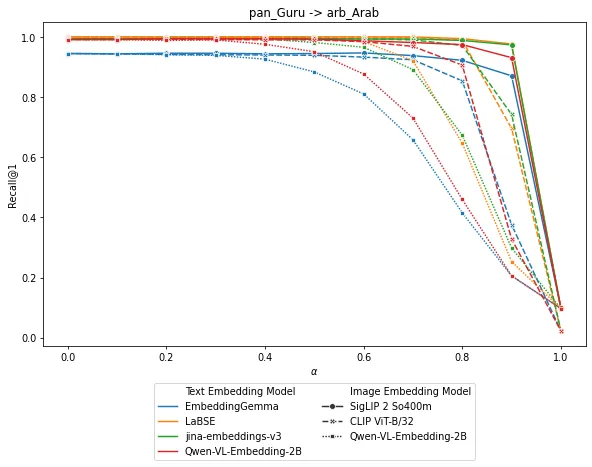 pan_Guru -> arb_Arab
Recall@1
1.0
0.8
0.6
0.4
0.2
0.0
0.0 0.2 0.4 0.6 0.8 1.0
α
Text Embedding Model Image Embedding Model
EmbeddingGemma SigLIP 2 So400m
LaBSE CLIP ViT-B/32
jina-embeddings-v3 Qwen-VL-Embedding-2B
Qwen-VL-Embedding-2B